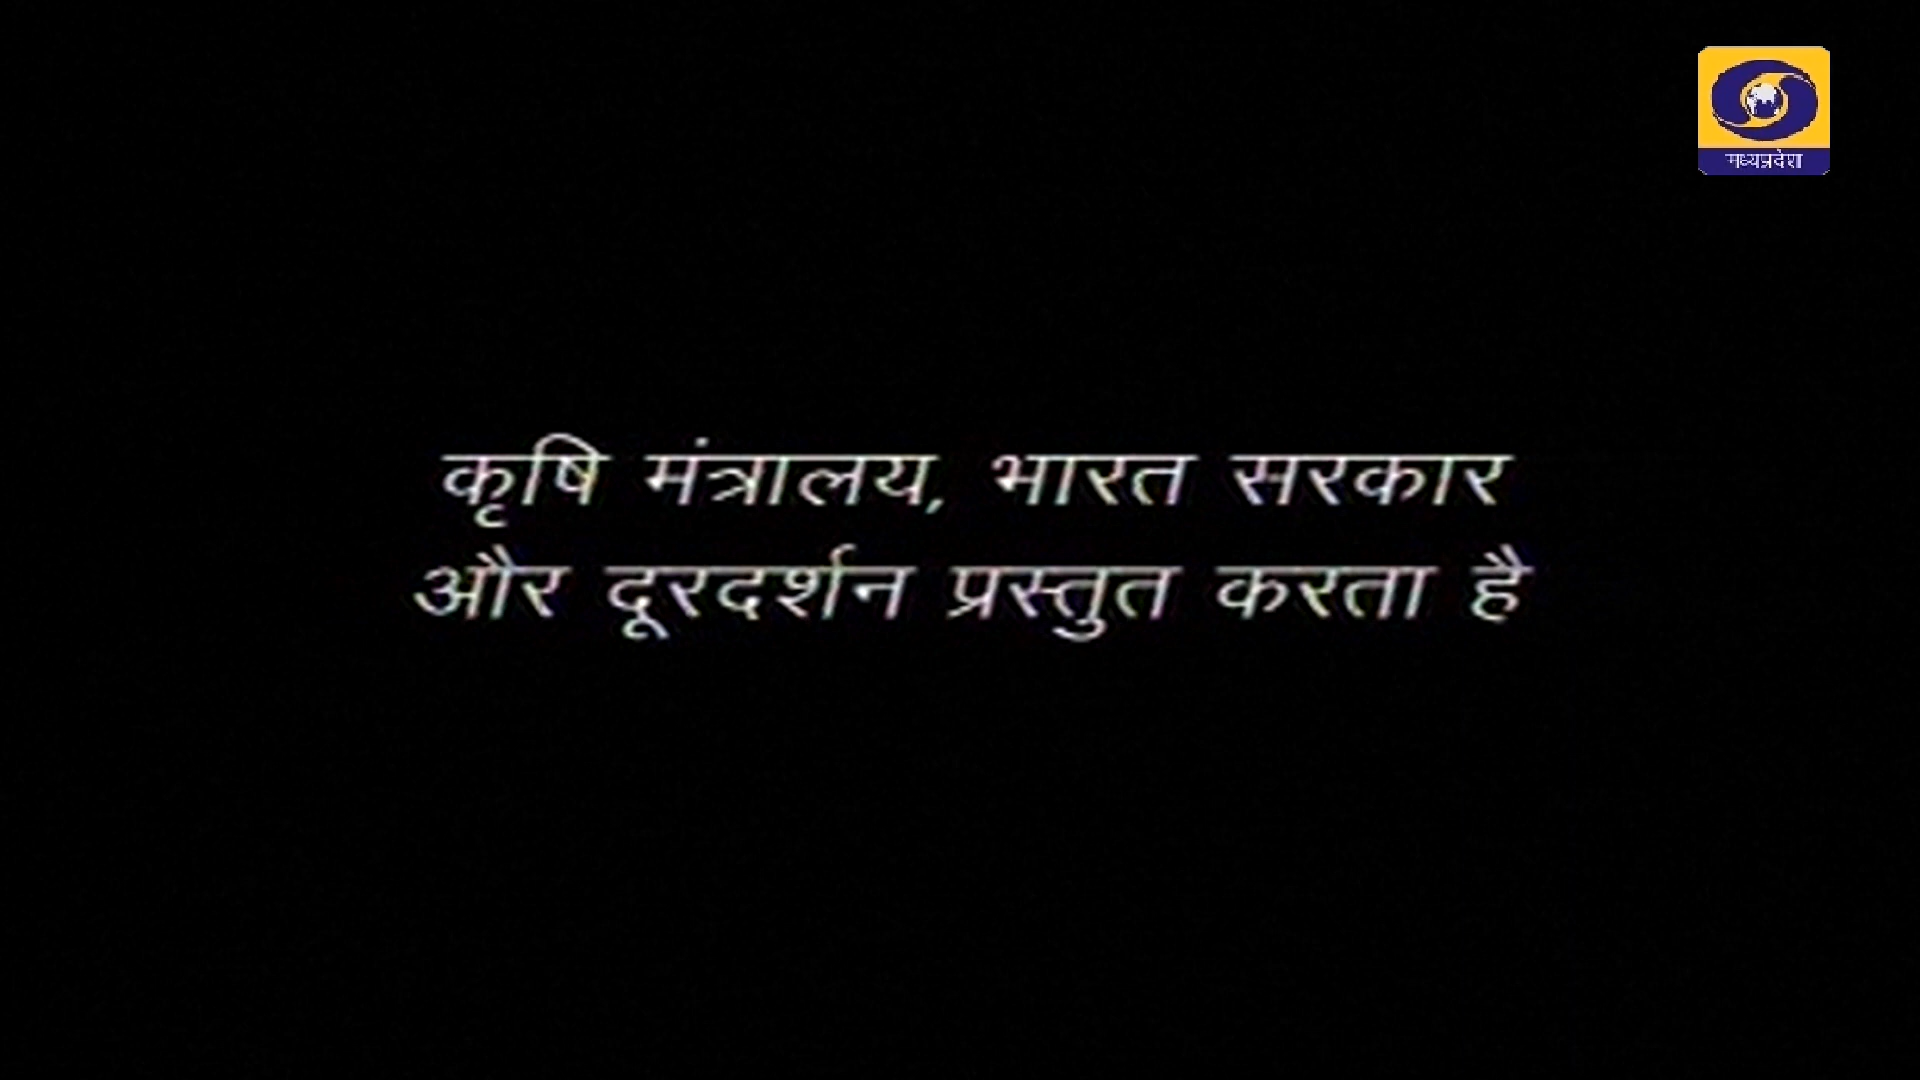 मध्यप्रदेश
कृषि मंत्रालय, भारत सरकार
और दूरदर्शन प्रस्तुत करता है